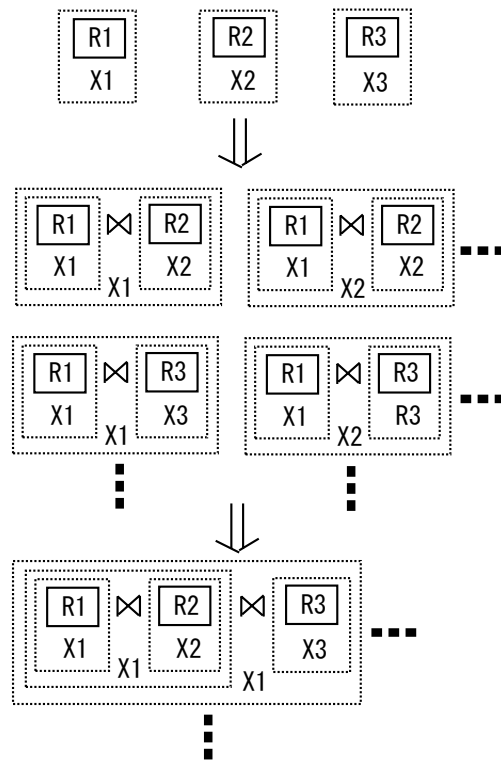 R1 R2 R3
X1 X2 X3
R1 ⋈ R2 R1 ⋈ R2
X1 X2 X1 X2
X1 X2
R1 ⋈ R3 R1 ⋈ R3
X1 X3 X1 R3
X1 X2
R1 ⋈ R2 ⋈ R3
X1 X2 X3
X1 X1